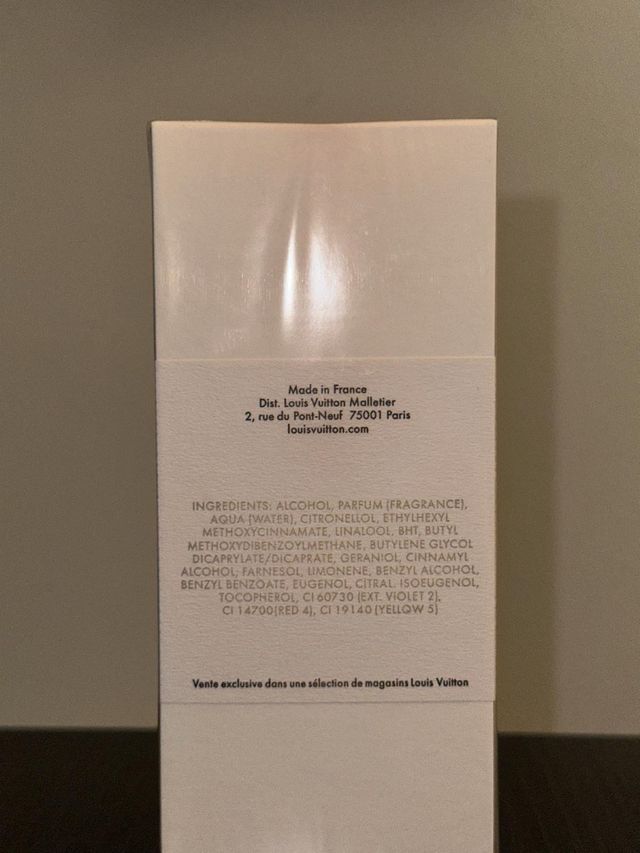 Made in France
Dist. Louis Vuitton Malletier
2, rue du Pont-Neuf 75001 Paris
louisvuitton.com
INGREDIENTS: ALCOHOL, PARFUM (FRAGRANCE),
AQUA (WATER), CITRONELLOL, ETHYLHEXYL
METHOXYCINNAMATE, LINALOOL, BHT, BUTYL
METHOXYDIBENZOYLMETHANE, BUTYLENE GLYCOL
DICAPRYLATE/DICAPRATE, GERANIOL, CINNAMYL
ALCOHOL, FARNESOL, LIMONENE, BENZYL ALCOHOL,
BENZYL BENZOATE, EUGENOL, CITRAL. ISOEUGENOL,
TOCOPHEROL, CI 60730 (EXT. VIOLET 2),
CI 14700(RED 4), CI 19140 (YELLOW 5)
Vente exclusive dans une sélection de magasins Louis Vuitton